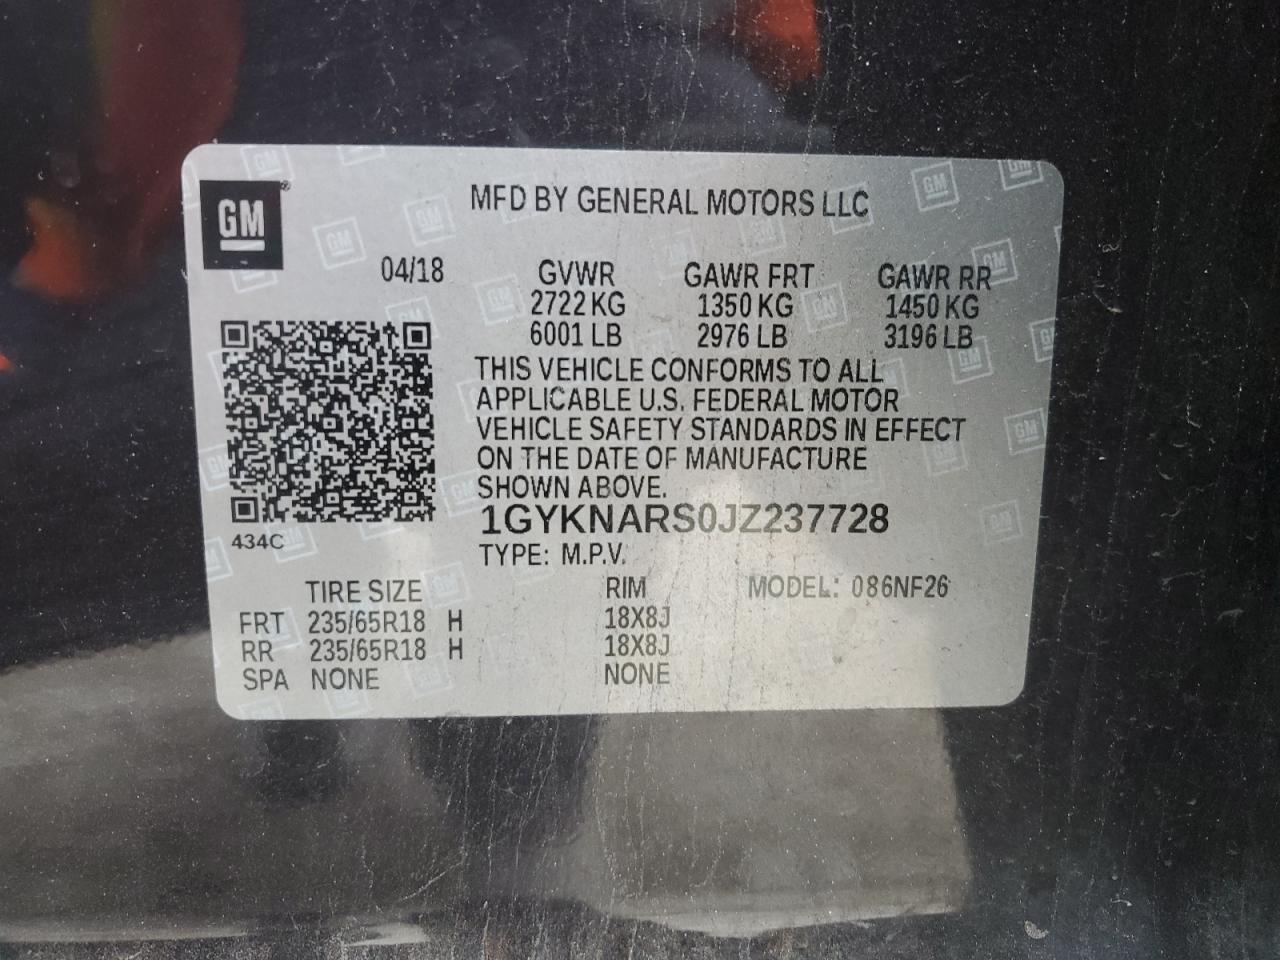 GM
MFD BY GENERAL MOTORS LLC
04/18
GVWR GAWR FRT GAWR RR
2722 KG 1350 KG 1450 KG
6001 LB 2976 LB 3196 LB
THIS VEHICLE CONFORMS TO ALL
APPLICABLE U.S. FEDERAL MOTOR
VEHICLE SAFETY STANDARDS IN EFFECT
ON THE DATE OF MANUFACTURE
SHOWN ABOVE.
1GYKNARS0JZ237728
434C
TYPE: M.P.V.
TIRE SIZE RIM MODEL: 086NF26
FRT 235/65R18 H 18X8J
RR 235/65R18 H 18X8J
SPA NONE NONE